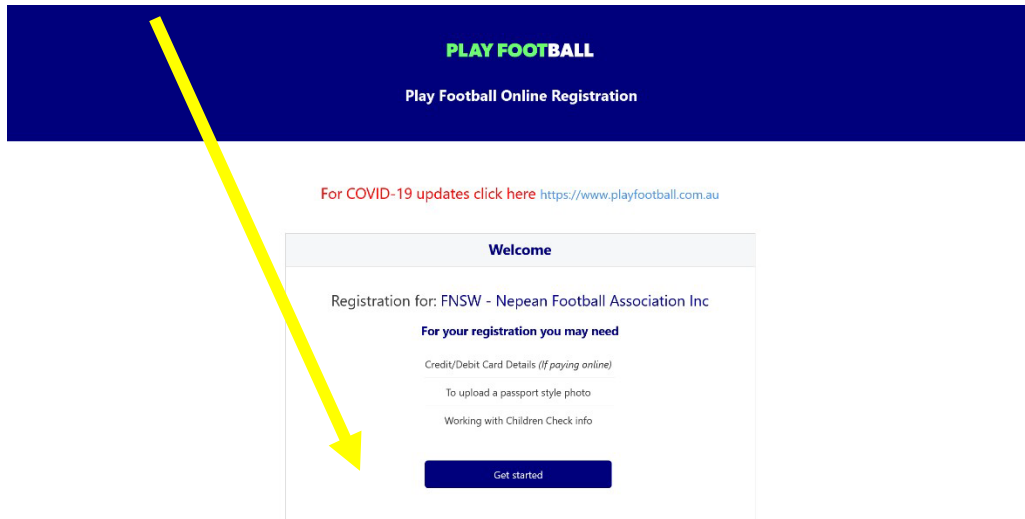 PLAY FOOTBALL
Play Football Online Registration
For COVID-19 updates click here https://www.playfootball.com.au
Welcome
Registration for: FNSW - Nepean Football Association Inc
For your registration you may need
Credit/Debit Card Details (If paying online)
To upload a passport style photo
Working with Children Check info
Get started